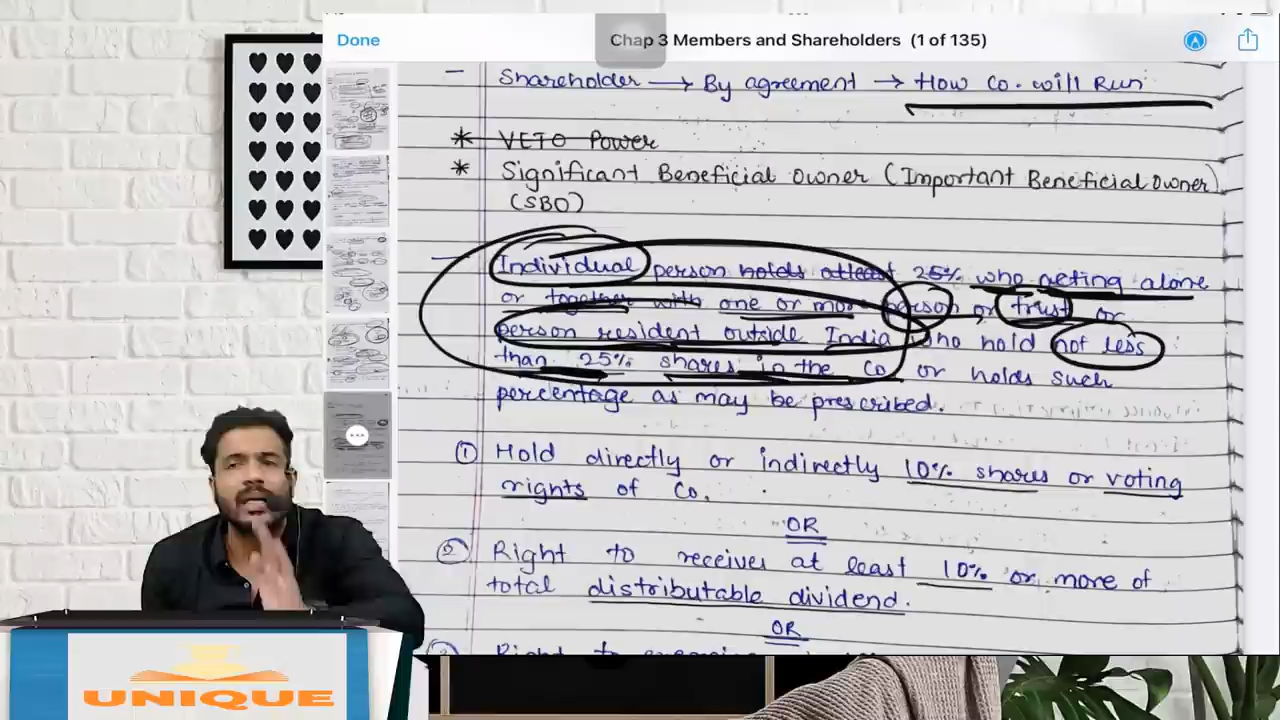 Done
Chap 3 Members and Shareholders (1 of 135)
– Shareholder → By agreement → How Co. will Run
* VETO Power
* Significant Beneficial Owner (Important Beneficial Owner)
(SBO)
– Individual person holds atleast 25% who acting alone
or together with one or more person or trust or
person resident outside India who hold not less
than 25% shares in the Co or holds such
percentage as may be prescribed.
① Hold directly or indirectly 10% shares or voting
rights of Co.
OR
② Right to receives at least 10% or more of
total distributable dividend.
OR
Right to
UNIQUE